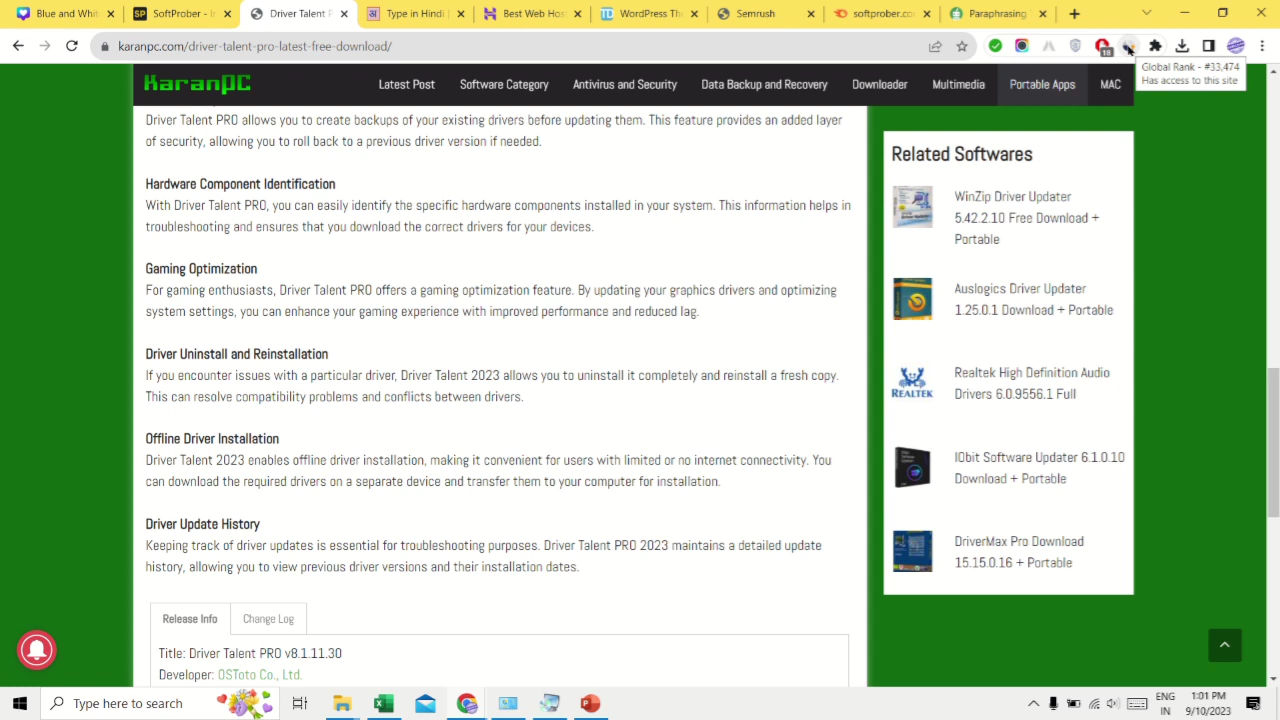 Blue and Whit
SoftProber - In
Driver Talent P
Type in Hindi
Best Web Hos
WordPress The
Semrush
softprober.com
Paraphrasing
karanpc.com/driver-talent-pro-latest-free-download/
18
Global Rank - #33,474
Has access to this site
KaranPC
Latest Post
Software Category
Antivirus and Security
Data Backup and Recovery
Downloader
Multimedia
Portable Apps
MAC
Driver Talent PRO allows you to create backups of your existing drivers before updating them. This feature provides an added layer
of security, allowing you to roll back to a previous driver version if needed.
Hardware Component Identification
With Driver Talent PRO, you can easily identify the specific hardware components installed in your system. This information helps in
troubleshooting and ensures that you download the correct drivers for your devices.
Gaming Optimization
For gaming enthusiasts, Driver Talent PRO offers a gaming optimization feature. By updating your graphics drivers and optimizing
system settings, you can enhance your gaming experience with improved performance and reduced lag.
Driver Uninstall and Reinstallation
If you encounter issues with a particular driver, Driver Talent 2023 allows you to uninstall it completely and reinstall a fresh copy.
This can resolve compatibility problems and conflicts between drivers.
Offline Driver Installation
Driver Talent 2023 enables offline driver installation, making it convenient for users with limited or no internet connectivity. You
can download the required drivers on a separate device and transfer them to your computer for installation.
Driver Update History
Keeping track of driver updates is essential for troubleshooting purposes. Driver Talent PRO 2023 maintains a detailed update
history, allowing you to view previous driver versions and their installation dates.
Release Info
Change Log
Title: Driver Talent PRO v8.1.11.30
Developer: OSToto Co., Ltd.
Related Softwares
WinZip Driver Updater
5.42.2.10 Free Download +
Portable
Auslogics Driver Updater
1.25.0.1 Download + Portable
REALTEK
Realtek High Definition Audio
Drivers 6.0.9556.1 Full
IObit Software Updater 6.1.0.10
Download + Portable
DriverMax Pro Download
15.15.0.16 + Portable
Type here to search
ENG
IN
1:01 PM
9/10/2023